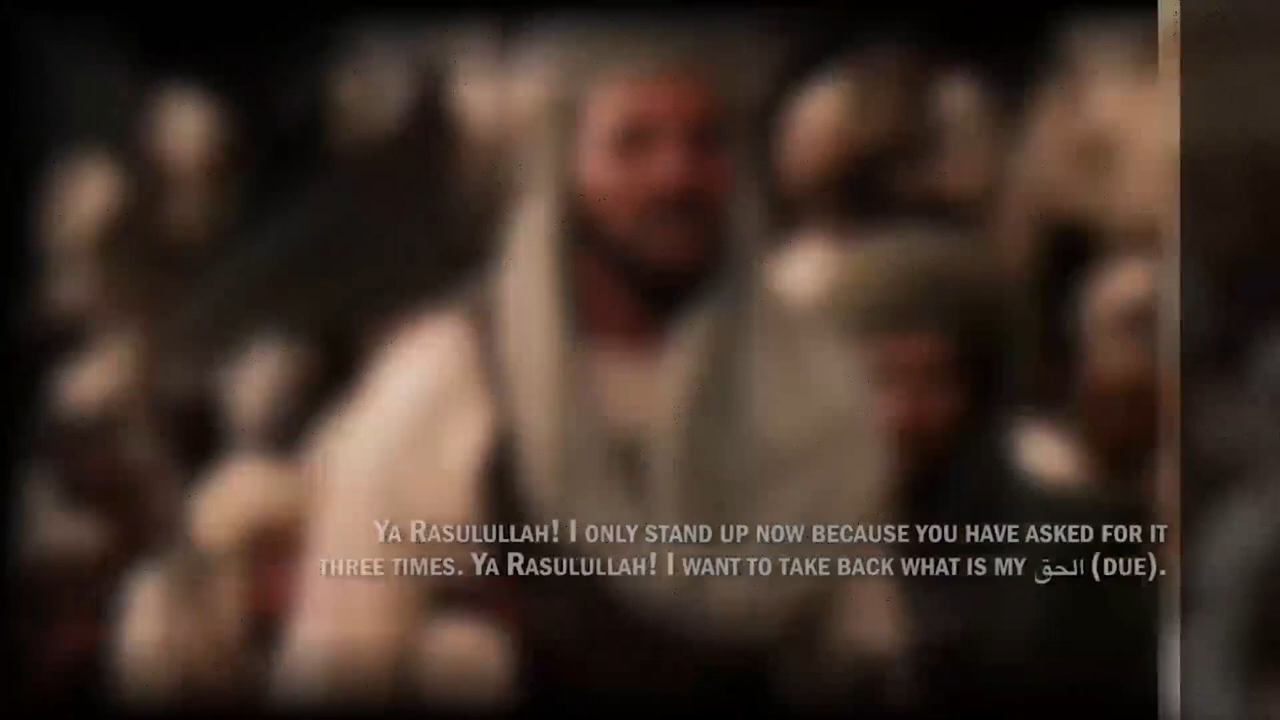 Ya Rasulullah! I only stand up now because you have asked for it
three times. Ya Rasulullah! I want to take back what is my الحق (due).